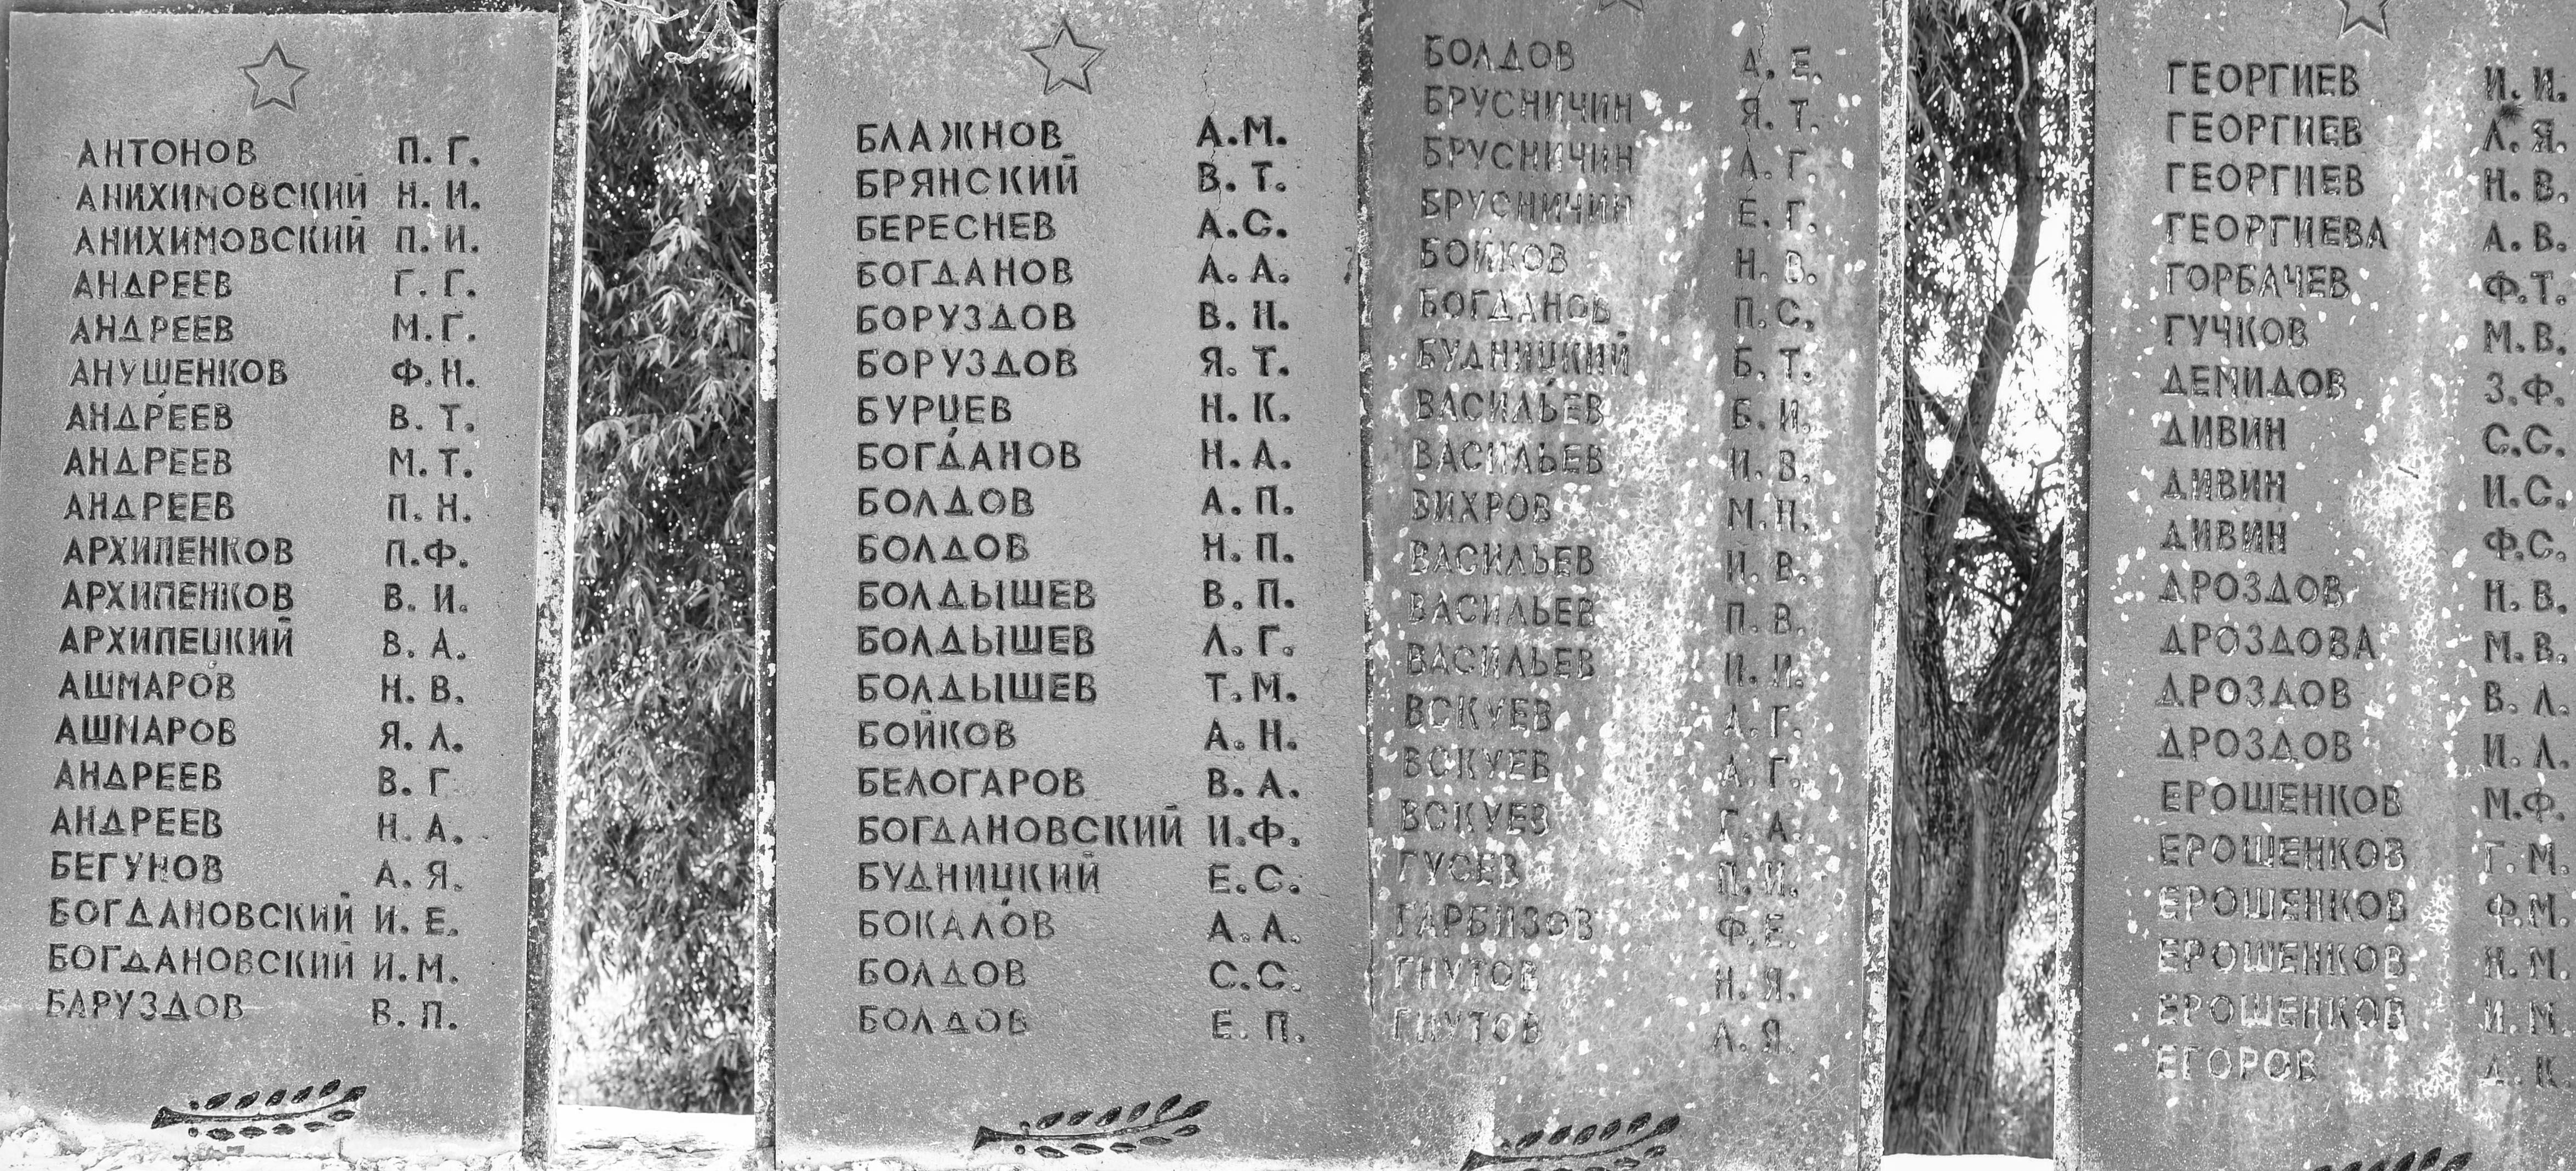 АНТОНОВ П. Г.
АНИХИМОВСКИЙ Н. И.
АНИХИМОВСКИЙ П. И.
АНДРЕЕВ Г. Г.
АНДРЕЕВ М. Г.
АНУШЕНКОВ Ф. Н.
АНДРЕЕВ В. Т.
АНДРЕЕВ М. Т.
АНДРЕЕВ П. Н.
АРХИПЕНКОВ П. Ф.
АРХИПЕНКОВ В. И.
АРХИПЕЦКИЙ В. А.
АШМАРОВ Н. В.
АШМАРОВ Я. Л.
АНДРЕЕВ В. Г
АНДРЕЕВ Н. А.
БЕГУНОВ А. Я.
БОГДАНОВСКИЙ И. Е.
БОГДАНОВСКИЙ И. М.
БАРУЗДОВ В. П.
БЛАЖНОВ А. М.
БРЯНСКИЙ В. Т.
БЕРЕСНЕВ А. С.
БОГДАНОВ А. А.
БОРУЗДОВ В. Н.
БОРУЗДОВ Я. Т.
БУРЦЕВ Н. К.
БОГДАНОВ Н. А.
БОЛДОВ А. П.
БОЛДОВ Н. П.
БОЛДЫШЕВ В. П.
БОЛДЫШЕВ Л. Г.
БОЛДЫШЕВ Т. М.
БОЙКОВ А. Н.
БЕЛОГАРОВ В. А.
БОГДАНОВСКИЙ И. Ф.
БУДНИЦКИЙ Е. С.
БОКАЛОВ А. А.
БОЛДОВ С. С.
БОЛДОВ Е. П.
БОЛДОВ А. Е.
БРУСНИЧИН Я. Т.
БРУСНИЧИН А. Г.
БРУСНИЧИН Е. Г.
БОЙКОВ Н. В.
БОГДАНОВ П. С.
БУДНИЦКИЙ Б. Т.
ВАСИЛЬЕВ Б. И.
ВАСИЛЬЕВ И. В.
ВИХРОВ М. Н.
ВАСИЛЬЕВ И. В.
ВАСИЛЬЕВ П. В.
ВАСИЛЬЕВ И. И.
ВСКУЕВ А. Г.
ВСКУЕВ А. Г.
ВСКУЕВ Г. А.
ГУСЕВ П. И.
ГАРБИЗОВ Ф. Е.
ГНУТОВ Н. Я.
ГНУТОВ Л. Я.
ГЕОРГИЕВ И. И.
ГЕОРГИЕВ Л. Я.
ГЕОРГИЕВ Н. В.
ГЕОРГИЕВА А. В.
ГОРБАЧЕВ Ф. Т.
ГУЧКОВ М. В.
ДЕМИДОВ З. Ф.
ДИВИН С. С.
ДИВИН И. С.
ДИВИН Ф. С.
ДРОЗДОВ Н. В.
ДРОЗДОВА М. В.
ДРОЗДОВ В. Л.
ДРОЗДОВ И. Л.
ЕРОШЕНКОВ М. Ф.
ЕРОШЕНКОВ Г. М.
ЕРОШЕНКОВ Ф. М.
ЕРОШЕНКОВ Я. М.
ЕРОШЕНКОВ И. М
ЕГОРОВ Д. К